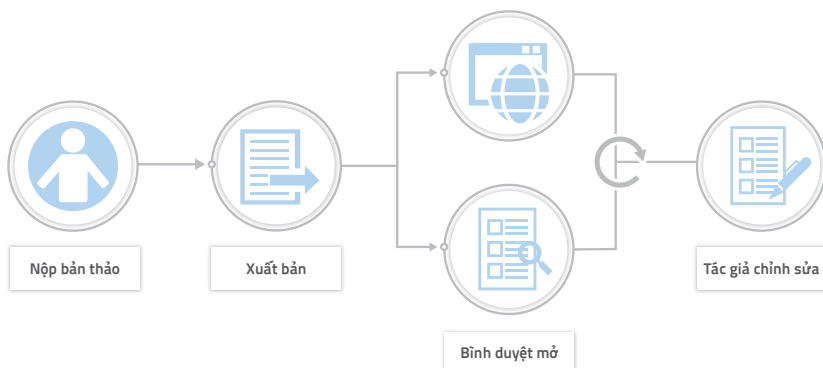 Nộp bản thảo
Xuất bản
Bình duyệt mở
Tác giả chỉnh sửa